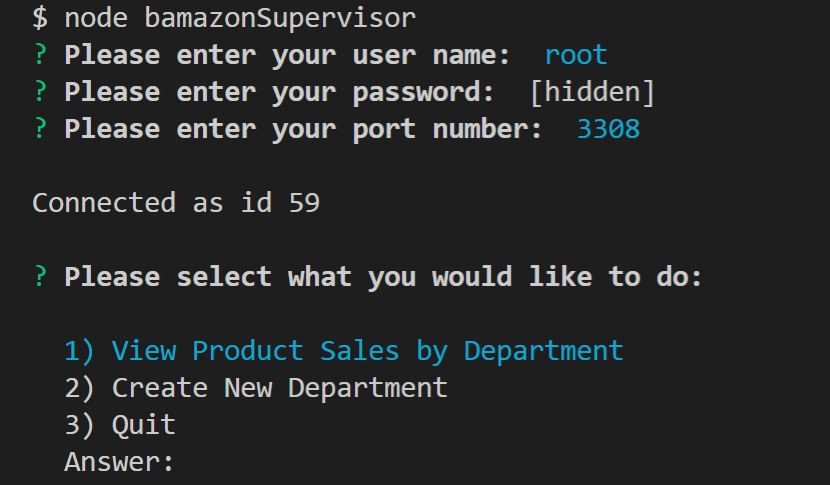 $ node bamazonSupervisor
? Please enter your user name: root
? Please enter your password: [hidden]
? Please enter your port number: 3308
Connected as id 59
? Please select what you would like to do:
1) View Product Sales by Department
2) Create New Department
3) Quit
Answer: